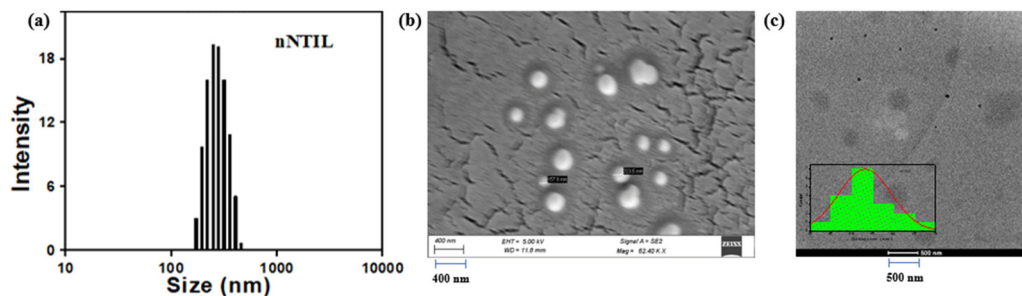 (a)
nNTIL
Intensity
18
12
6
0
10
100
1000
10000
Size (nm)
(b)
400 nm
EHT = 5.00 kV
WD = 11.8 mm
Signal A = SE2
Mag = 62.40 K X
ZEISS
400 nm
(c)
500 nm
500 nm